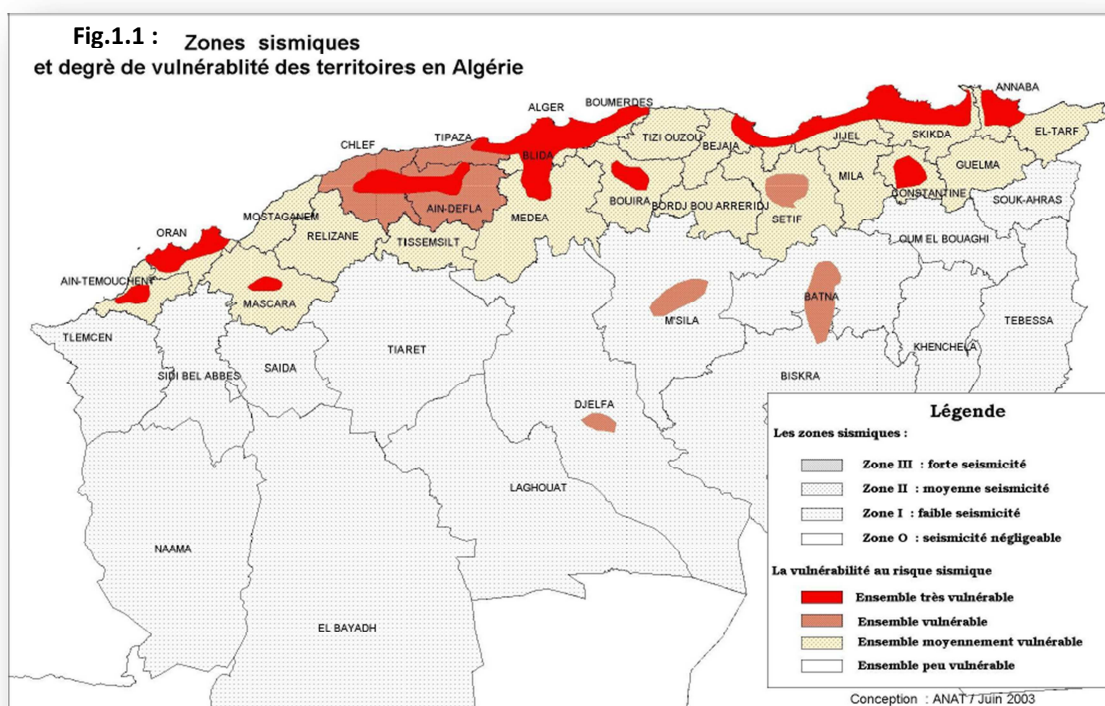 Fig.1.1 : Zones sismiques
et degrè de vulnérablité des territoires en Algérie
ANNABA
ALGER
BOUMERDES
TIPAZA
TIZI OUZOU
JIJEL
SKIKDA
EL-TARF
CHLEF
BLIDA
BEJAIA
GUELMA
MILA
AIN-DEFLA
BOUIRA
BORDJ BOU ARRERIDJ
CONSTANTINE
SOUK-AHRAS
MOSTAGANEM
MEDEA
SETIF
ORAN
RELIZANE
TISSEMSILT
OUM EL BOUAGHI
AIN-TEMOUCHENT
MASCARA
BATNA
M'SILA
TEBESSA
TLEMCEN
TIARET
KHENCHELA
SIDI BEL ABBES
SAIDA
BISKRA
DJELFA
LAGHOUAT
NAAMA
EL BAYADH
Légende
Les zones sismiques :
Zone III : forte seismicité
Zone II : moyenne seismicité
Zone I : faible seismicité
Zone O : seismicité négligeable
La vulnérabilité au risque sismique
Ensemble très vulnérable
Ensemble vulnérable
Ensemble moyennement vulnérable
Ensemble peu vulnérable
Conception : ANAT / Juin 2003